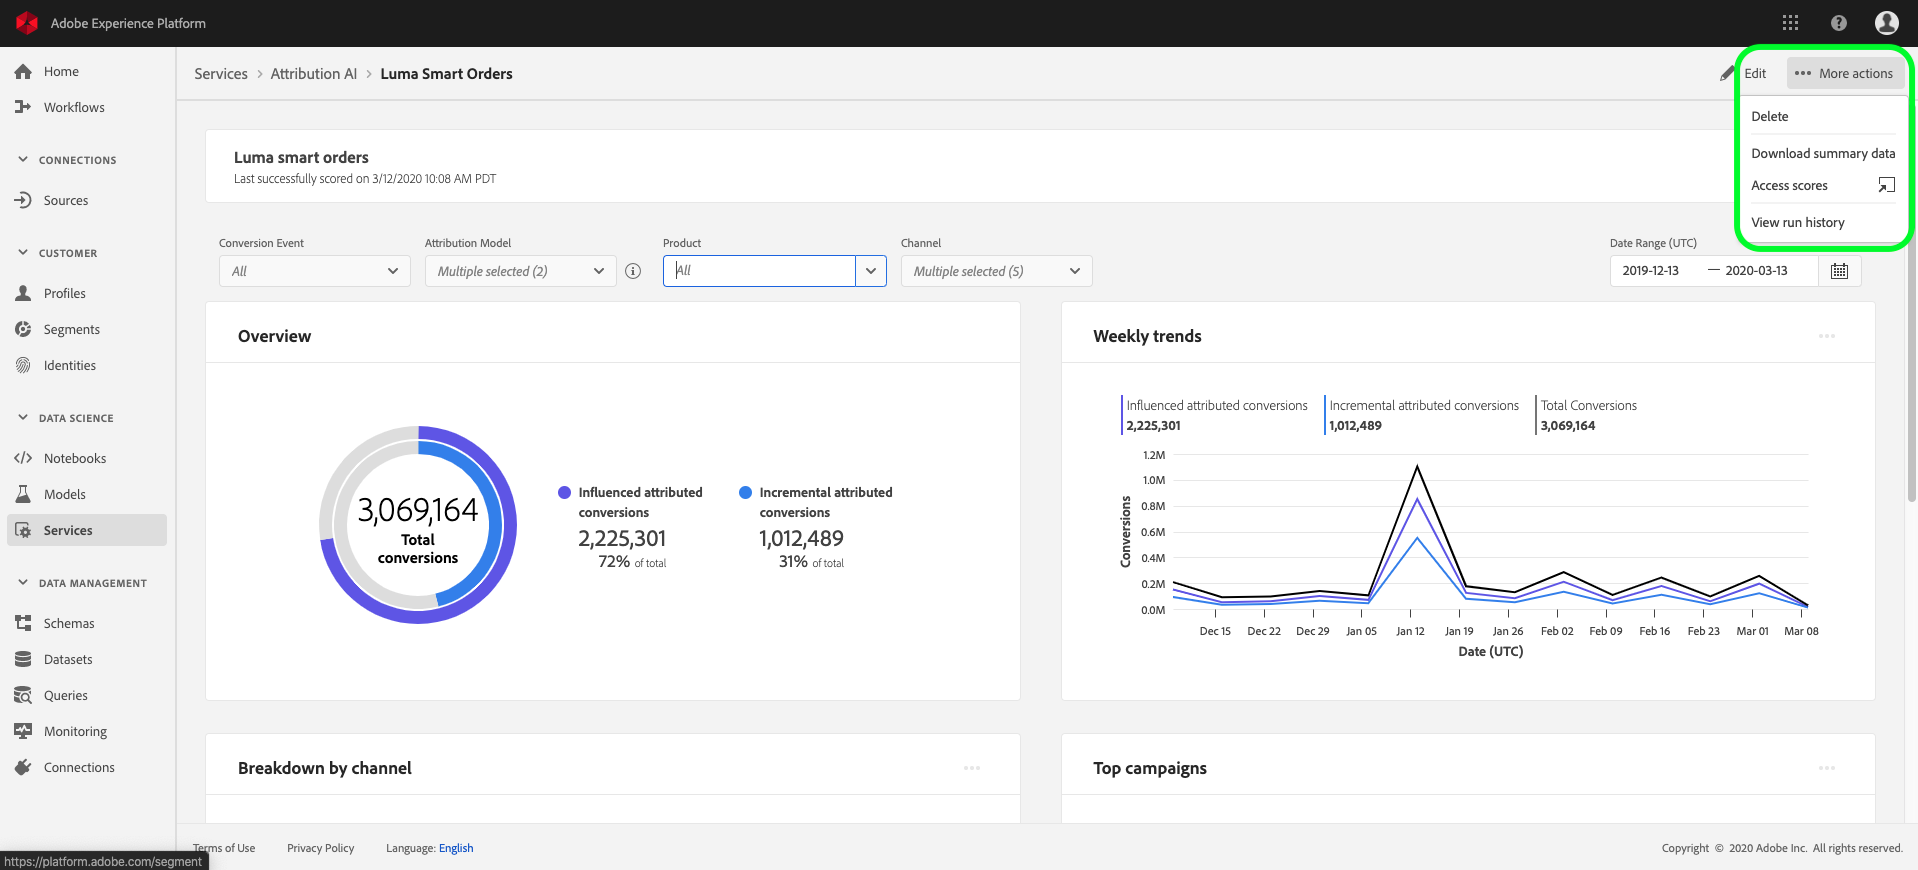 Adobe Experience Platform
Home
Workflows
CONNECTIONS
Sources
CUSTOMER
Profiles
Segments
Identities
DATA SCIENCE
Notebooks
Models
Services
DATA MANAGEMENT
Schemas
Datasets
Queries
Monitoring
Connections
https://platform.adobe.com/segment
Services > Attribution AI > Luma Smart Orders
Edit
More actions
Delete
Download summary data
Access scores
View run history
Luma smart orders
Last successfully scored on 3/12/2020 10:08 AM PDT
Conversion Event
All
Attribution Model
Multiple selected (2)
Product
All
Channel
Multiple selected (5)
Date Range (UTC)
2019-12-13 — 2020-03-13
Overview
3,069,164
Total
conversions
Influenced attributed
conversions
2,225,301
72% of total
Incremental attributed
conversions
1,012,489
31% of total
Weekly trends
Influenced attributed conversions
2,225,301
Incremental attributed conversions
1,012,489
Total Conversions
3,069,164
Conversions
1.2M
1.0M
0.8M
0.6M
0.4M
0.2M
0.0M
Dec 15 Dec 22 Dec 29 Jan 05 Jan 12 Jan 19 Jan 26 Feb 02 Feb 09 Feb 16 Feb 23 Mar 01 Mar 08
Date (UTC)
Breakdown by channel
Top campaigns
Terms of Use
Privacy Policy
Language: English
Copyright © 2020 Adobe Inc. All rights reserved.